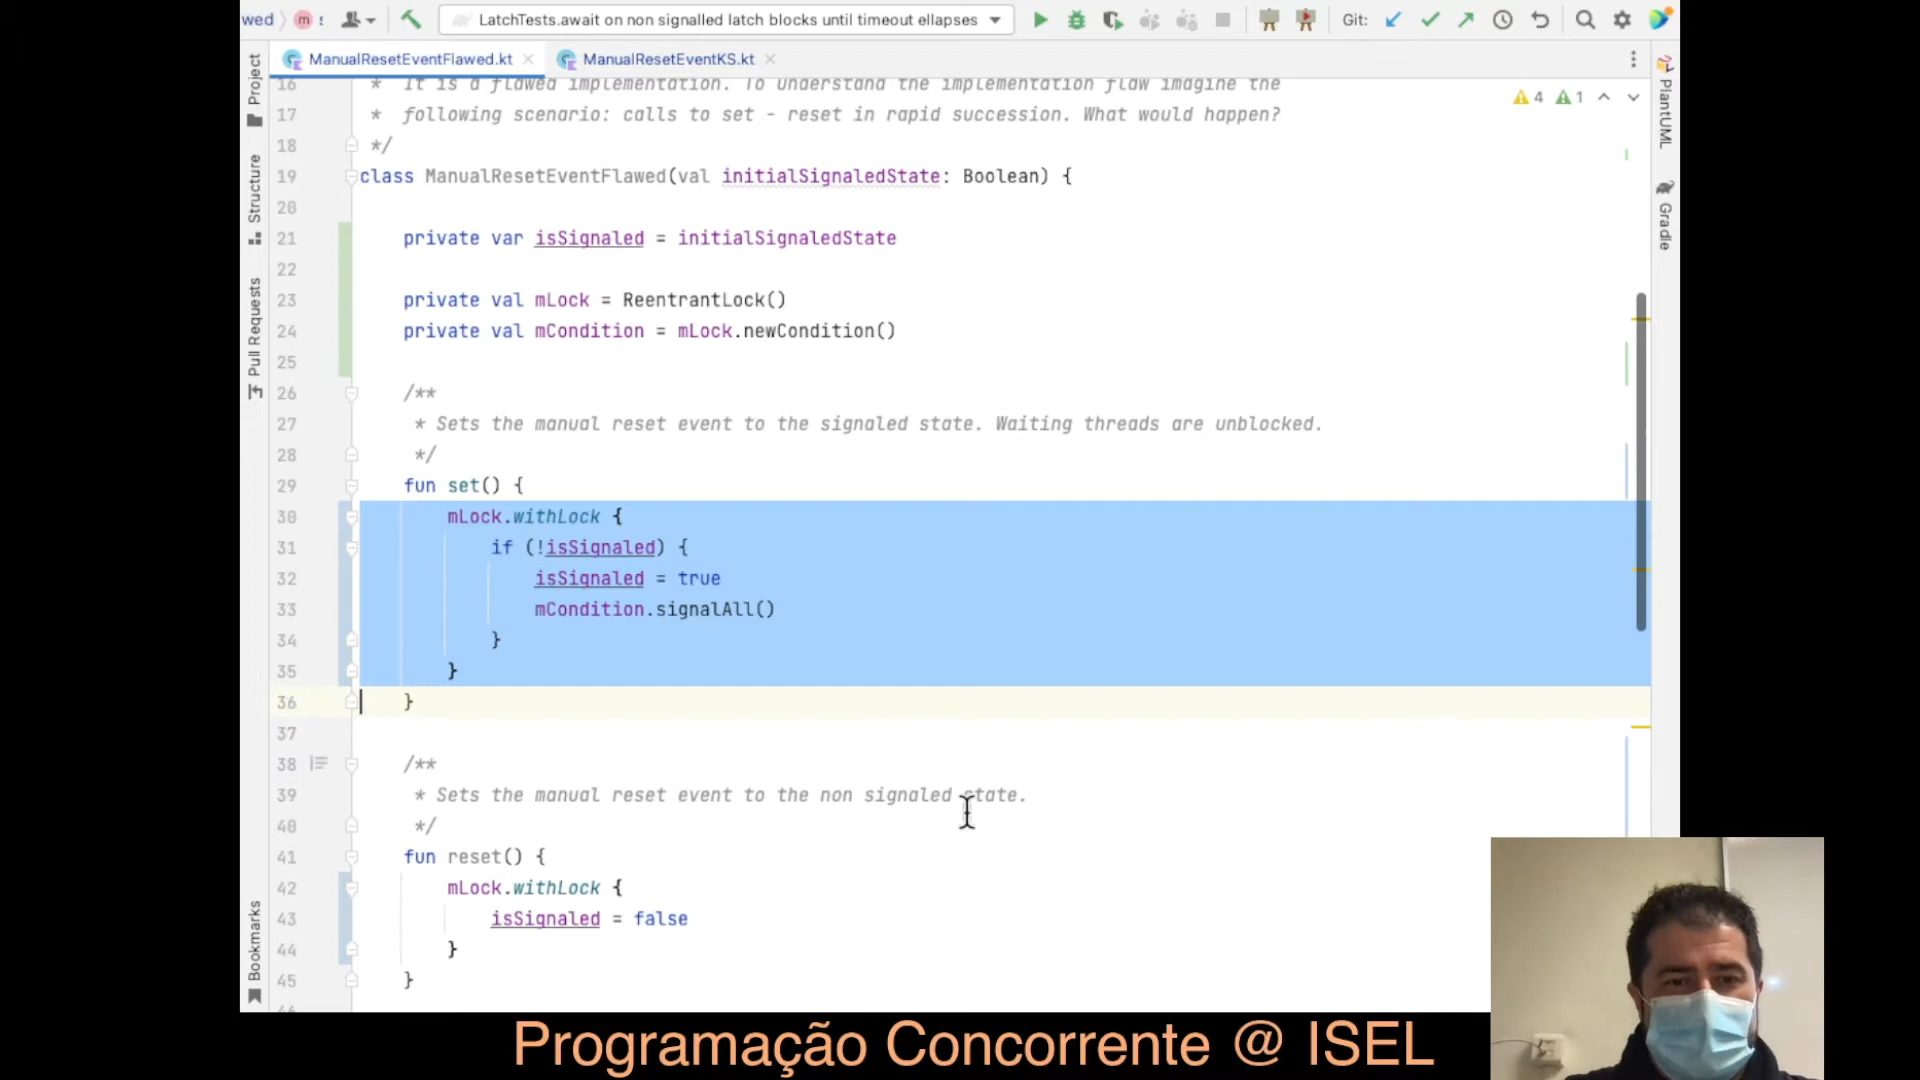 wed
LatchTests.await on non signalled latch blocks until timeout ellapses
Git:
ManualResetEventFlawed.kt
ManualResetEventKS.kt
Project
Structure
Pull Requests
Bookmarks
PlantUML
Gradle
4 1
16 * It is a flawed implementation. To understand the implementation flaw imagine the
17 * following scenario: calls to set - reset in rapid succession. What would happen?
18 */
19 class ManualResetEventFlawed(val initialSignaledState: Boolean) {
20
21 private var isSignaled = initialSignaledState
22
23 private val mLock = ReentrantLock()
24 private val mCondition = mLock.newCondition()
25
26 /**
27 * Sets the manual reset event to the signaled state. Waiting threads are unblocked.
28 */
29 fun set() {
30 mLock.withLock {
31 if (!isSignaled) {
32 isSignaled = true
33 mCondition.signalAll()
34 }
35 }
36 }
37
38 /**
39 * Sets the manual reset event to the non signaled state.
40 */
41 fun reset() {
42 mLock.withLock {
43 isSignaled = false
44 }
45 }
Programação Concorrente @ ISEL